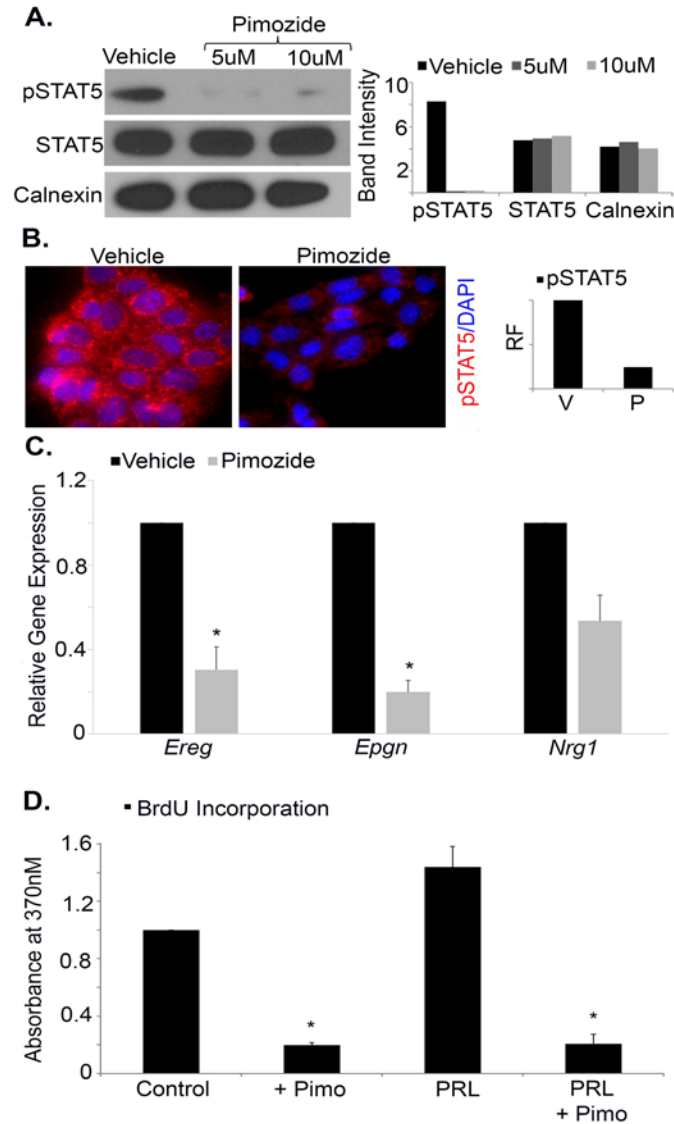 A.
Pimozide
Vehicle 5uM 10uM
pSTAT5
STAT5
Calnexin
Vehicle 5uM 10uM
Band Intensity
10
6
2
pSTAT5 STAT5 Calnexin
B.
Vehicle Pimozide
pSTAT5/DAPI
pSTAT5
RF
V P
C.
Vehicle Pimozide
Relative Gene Expression
1.2
0.8
0.4
0
* *
Ereg Epgn Nrg1
D.
BrdU Incorporation
Absorbance at 370nM
1.6
1.2
0.8
0.4
0
* *
Control + Pimo PRL PRL
+ Pimo